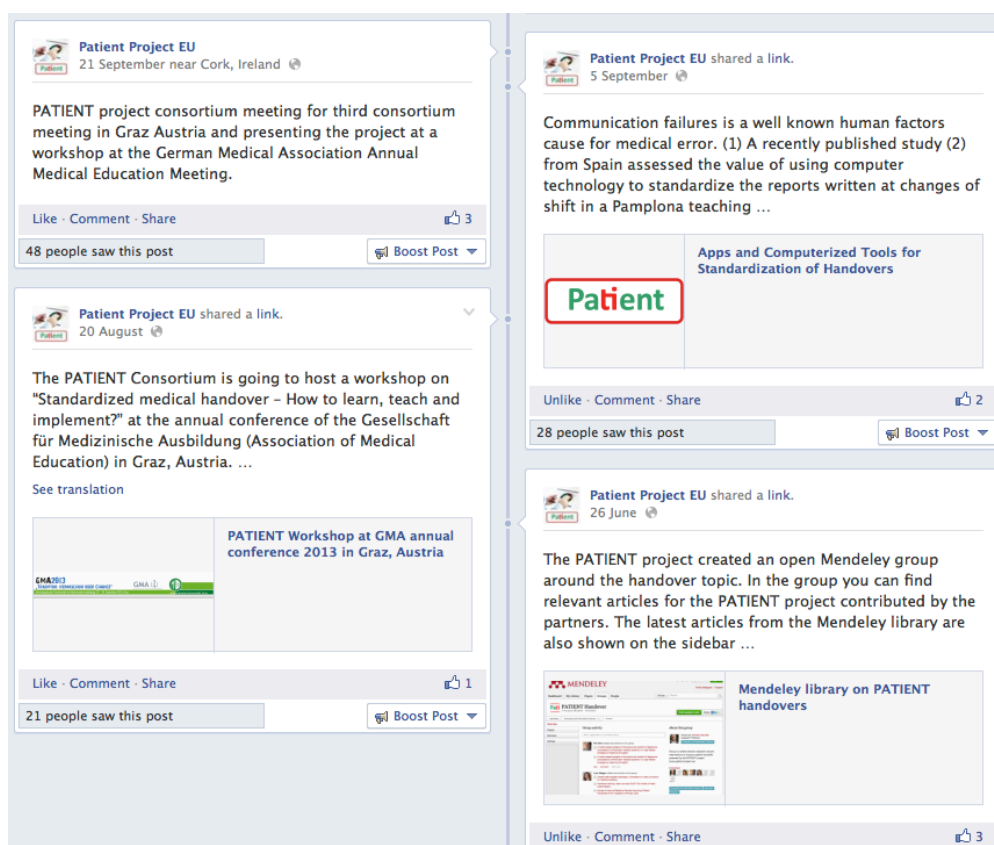 Patient Project EU
21 September near Cork, Ireland
Patient
PATIENT project consortium meeting for third consortium
meeting in Graz Austria and presenting the project at a
workshop at the German Medical Association Annual
Medical Education Meeting.
Like · Comment · Share
3
48 people saw this post
Boost Post
Patient Project EU shared a link.
20 August
Patient
The PATIENT Consortium is going to host a workshop on
"Standardized medical handover – How to learn, teach and
implement?" at the annual conference of the Gesellschaft
für Medizinische Ausbildung (Association of Medical
Education) in Graz, Austria. ...
See translation
PATIENT Workshop at GMA annual
conference 2013 in Graz, Austria
GMA2013
GMA
Like · Comment · Share
1
21 people saw this post
Boost Post
Patient Project EU shared a link.
5 September
Patient
Communication failures is a well known human factors
cause for medical error. (1) A recently published study (2)
from Spain assessed the value of using computer
technology to standardize the reports written at changes of
shift in a Pamplona teaching ...
Apps and Computerized Tools for
Standardization of Handovers
Patient
Unlike · Comment · Share
2
28 people saw this post
Boost Post
Patient Project EU shared a link.
26 June
Patient
The PATIENT project created an open Mendeley group
around the handover topic. In the group you can find
relevant articles for the PATIENT project contributed by the
partners. The latest articles from the Mendeley library are
also shown on the sidebar ...
MENDELEY
PATIENT Handover
Mendeley library on PATIENT
handovers
Unlike · Comment · Share
3